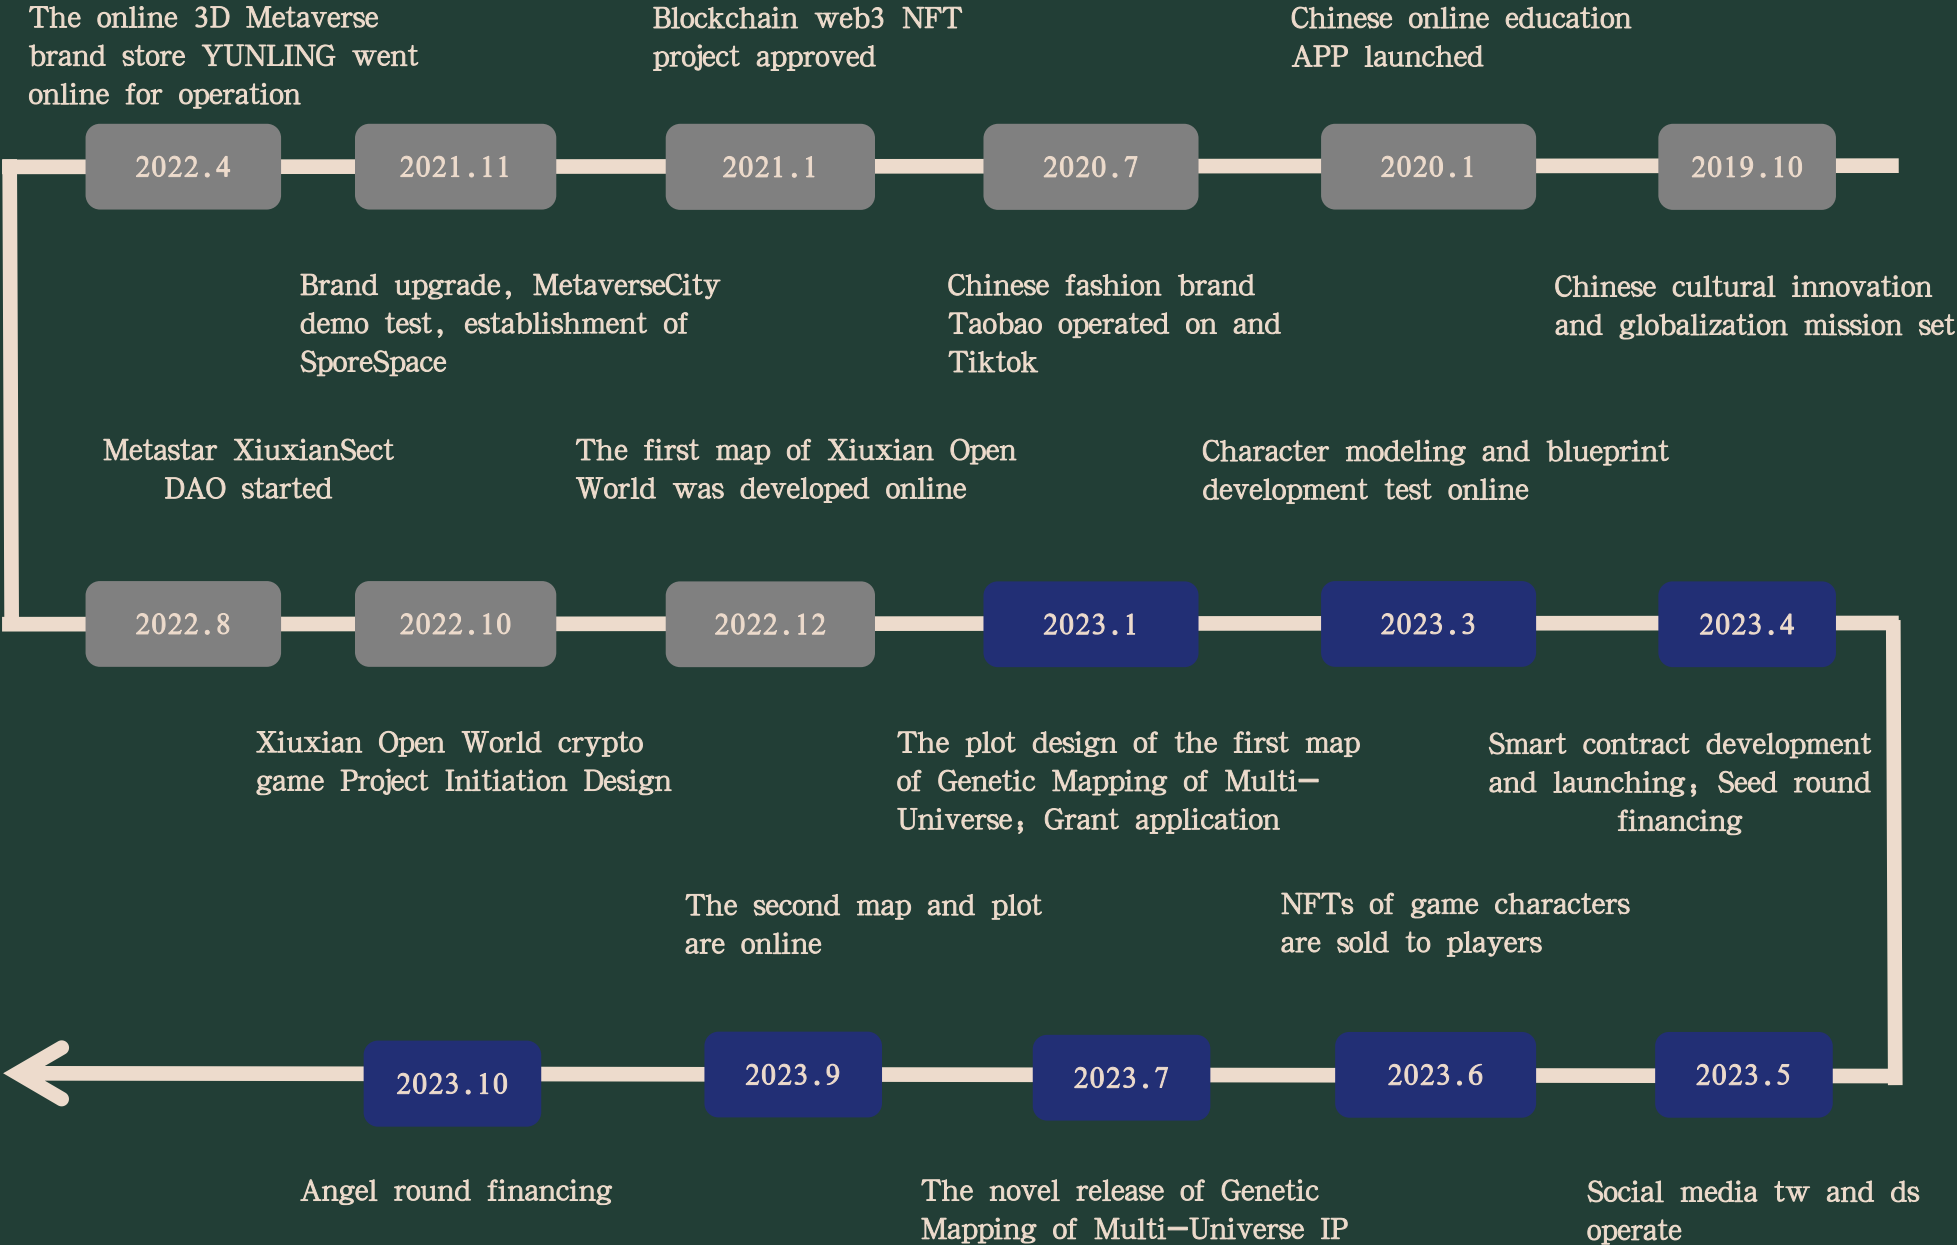 The online 3D Metaverse
brand store YUNLING went
online for operation
Blockchain web3 NFT
project approved
Chinese online education
APP launched
2022.4
2021.11
2021.1
2020.7
2020.1
2019.10
Brand upgrade, MetaverseCity
demo test, establishment of
SporeSpace
Chinese fashion brand
Taobao operated on and
Tiktok
Chinese cultural innovation
and globalization mission set
Metastar XiuxianSect
DAO started
The first map of Xiuxian Open
World was developed online
Character modeling and blueprint
development test online
2022.8
2022.10
2022.12
2023.1
2023.3
2023.4
Xiuxian Open World crypto
game Project Initiation Design
The plot design of the first map
of Genetic Mapping of Multi—
Universe; Grant application
Smart contract development
and launching; Seed round
financing
The second map and plot
are online
NFTs of game characters
are sold to players
2023.10
2023.9
2023.7
2023.6
2023.5
Angel round financing
The novel release of Genetic
Mapping of Multi—Universe IP
Social media tw and ds
operate